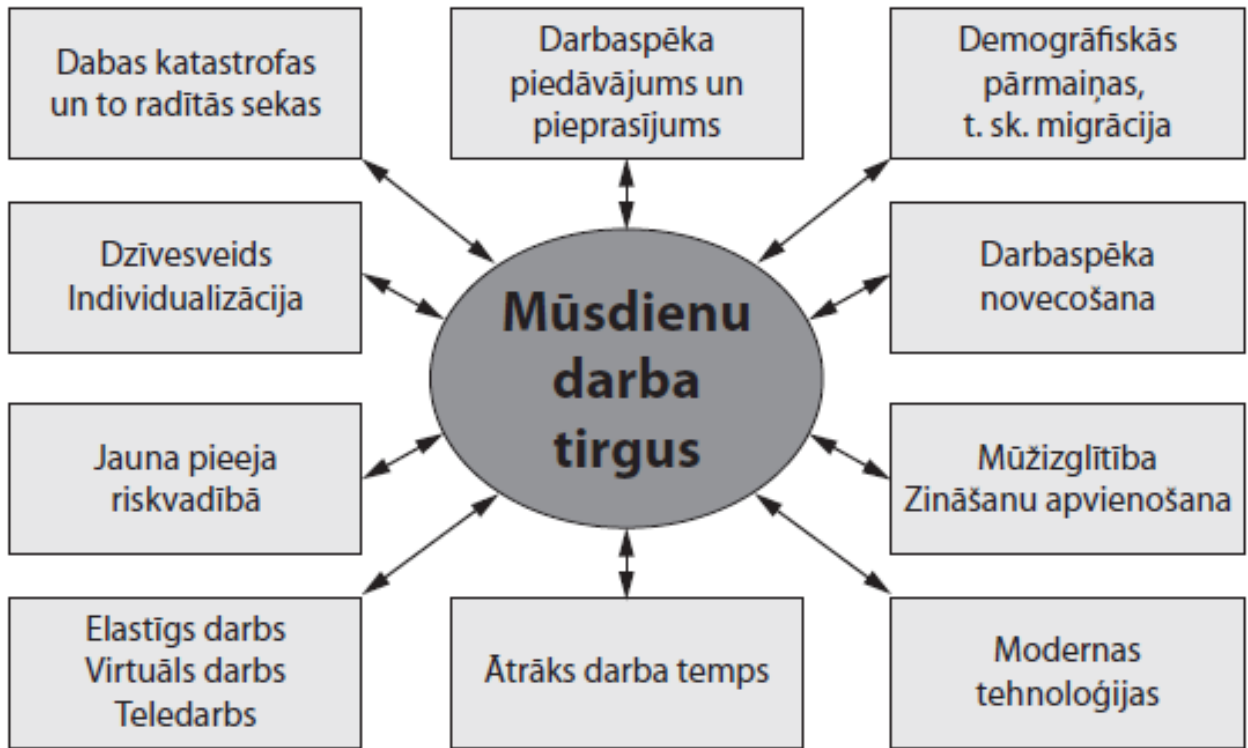 Dabas katastrofas
un to radītās sekas
Darbaspēka
piedāvājums un
pieprasījums
Demogrāfiskās
pārmaiņas,
t. sk. migrācija
Dzīvesveids
Individualizācija
Darbaspēka
novecošana
Mūsdienu
darba
tirgus
Jauna pieeja
riskvadībā
Mūžizglītība
Zināšanu apvienošana
Elastīgs darbs
Virtuāls darbs
Teledarbs
Ātrāks darba temps
Modernas
tehnoloģijas